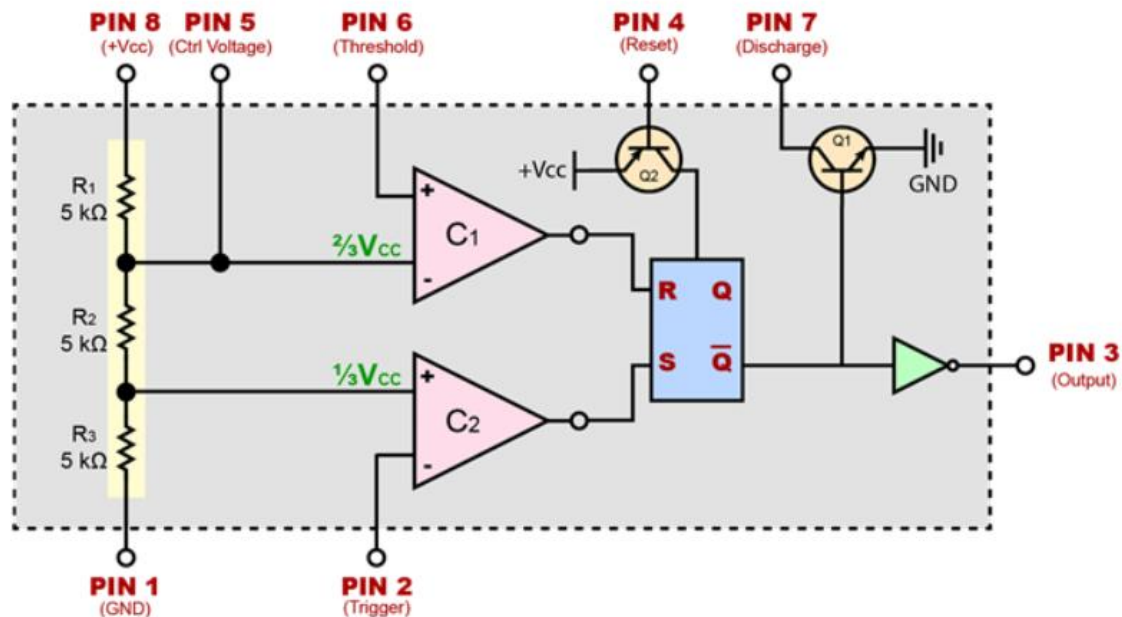 PIN 8
(+Vcc)
PIN 5
(Ctrl Voltage)
PIN 6
(Threshold)
PIN 4
(Reset)
PIN 7
(Discharge)
R1
5 kΩ
+Vcc
Q2
Q1
GND
⅔VCC
+
C1
-
R Q
R2
5 kΩ
S Q̅
PIN 3
(Output)
⅓VCC
+
C2
-
R3
5 kΩ
PIN 1
(GND)
PIN 2
(Trigger)